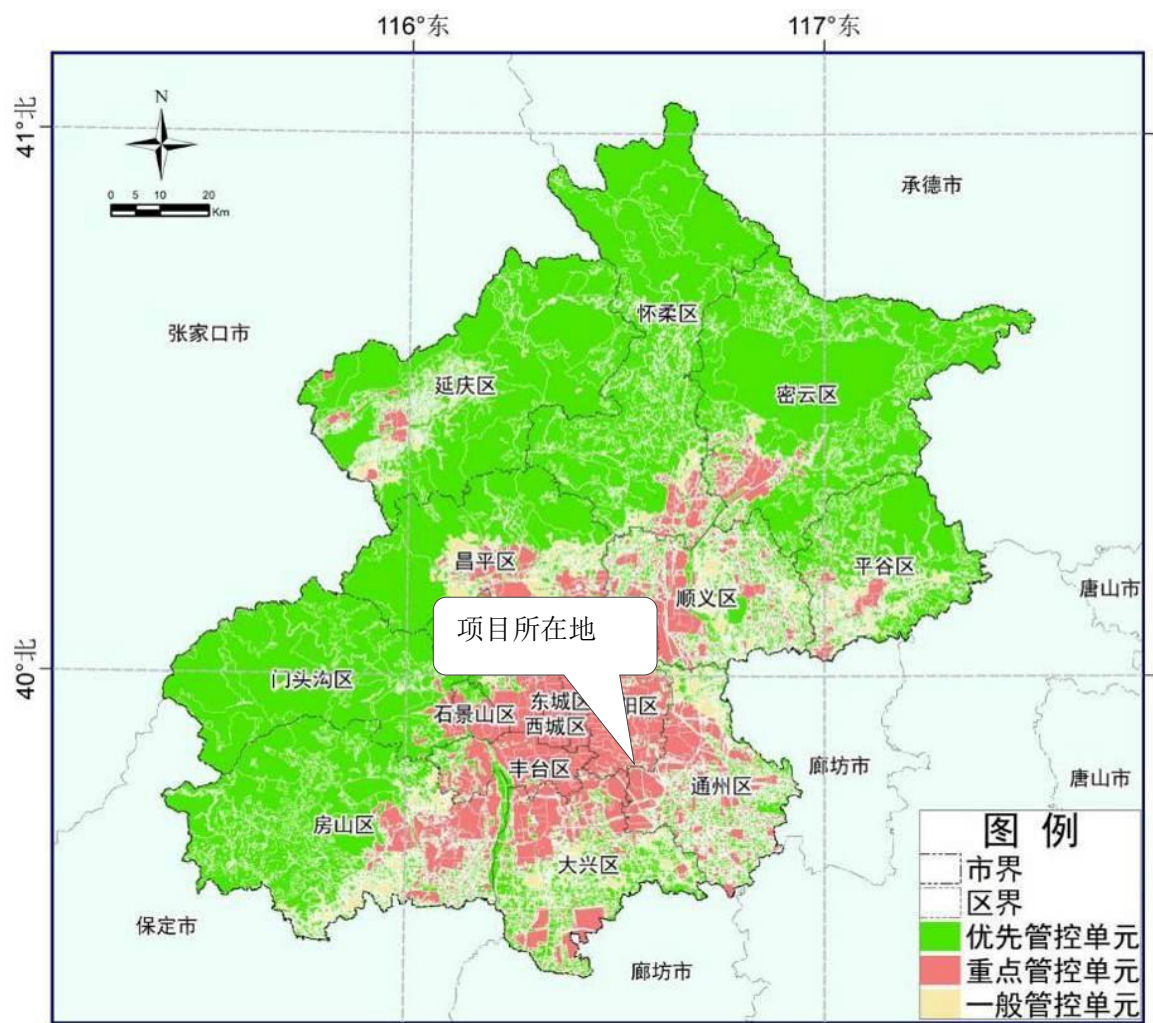 116°东
117°东
41°北
N
承德市
0 5 10 20
Km
怀柔区
张家口市
延庆区
密云区
昌平区
平谷区
唐山市
顺义区
项目所在地
40°北
门头沟区
东城区
阳区
石景山区
西城区
丰台区
通州区
廊坊市
唐山市
房山区
大兴区
保定市
廊坊市
图 例
市界
区界
优先管控单元
重点管控单元
一般管控单元